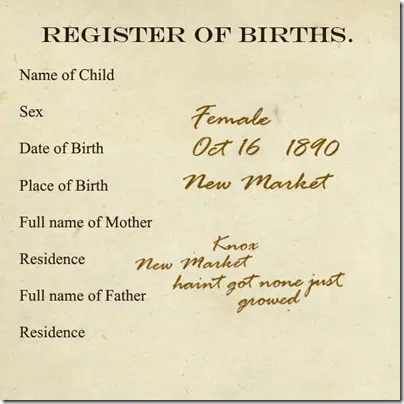 REGISTER OF BIRTHS.
Name of Child
Sex Female
Date of Birth Oct 16 1890
Place of Birth New Market
Full name of Mother
Knox
Residence New Market
haint got none just
Full name of Father growed
Residence